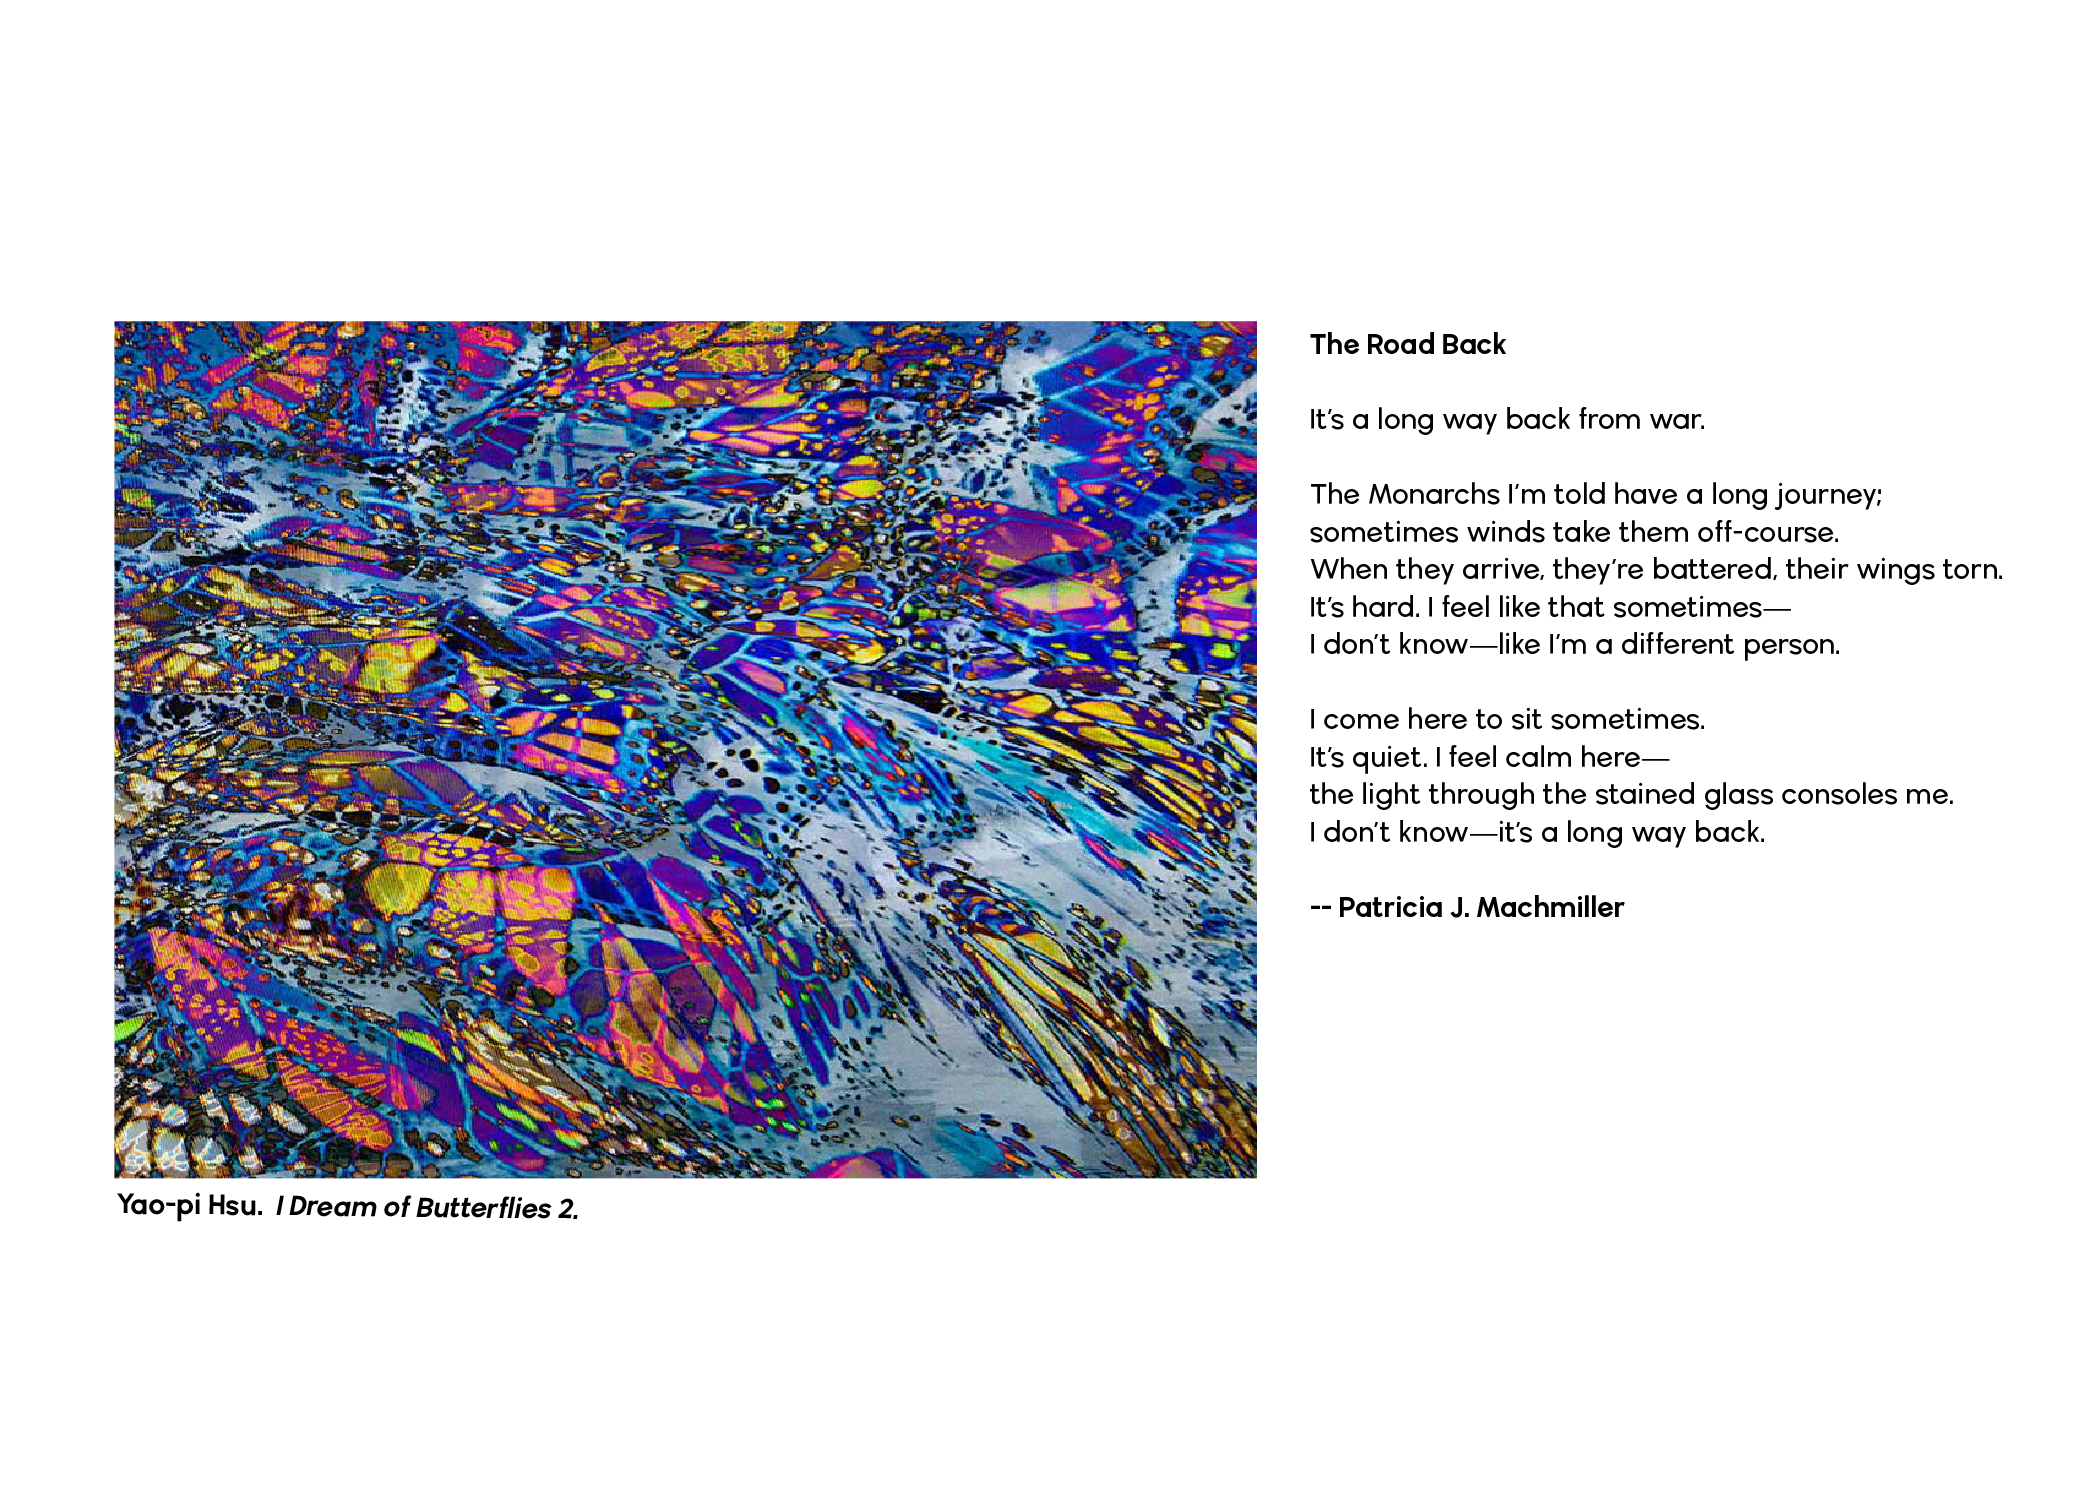 The Road Back
It's a long way back from war.
The Monarchs I'm told have a long journey;
sometimes winds take them off-course.
When they arrive, they're battered, their wings torn.
It's hard. I feel like that sometimes—
I don't know—like I'm a different person.
I come here to sit sometimes.
It's quiet. I feel calm here—
the light through the stained glass consoles me.
I don't know—it's a long way back.
-- Patricia J. Machmiller
Yao-pi Hsu. I Dream of Butterflies 2.